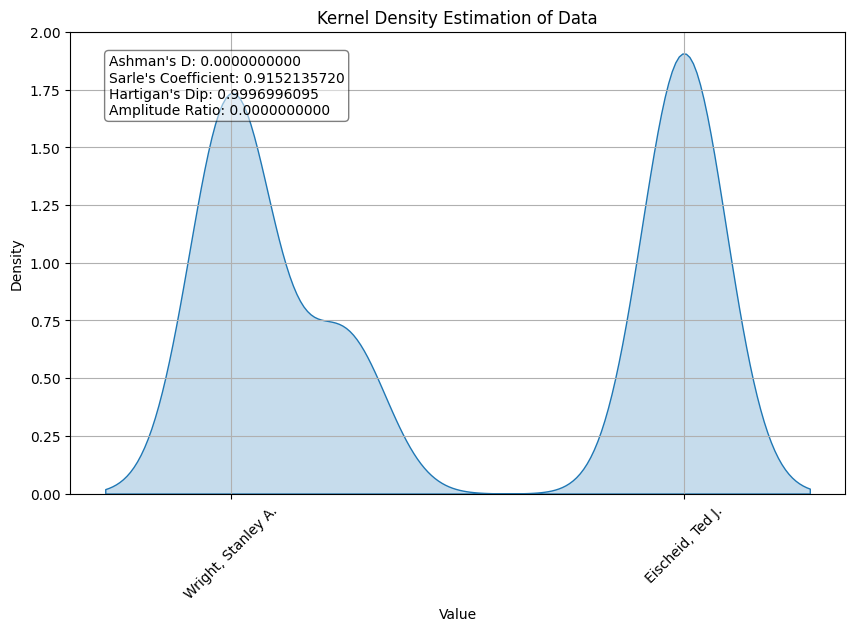 Kernel Density Estimation of Data
Ashman's D: 0.0000000000
Sarle's Coefficient: 0.9152135720
Hartigan's Dip: 0.9996996095
Amplitude Ratio: 0.0000000000
2.00
1.75
1.50
1.25
1.00
0.75
0.50
0.25
0.00
Density
Wright, Stanley A.
Eischeid, Ted J.
Value